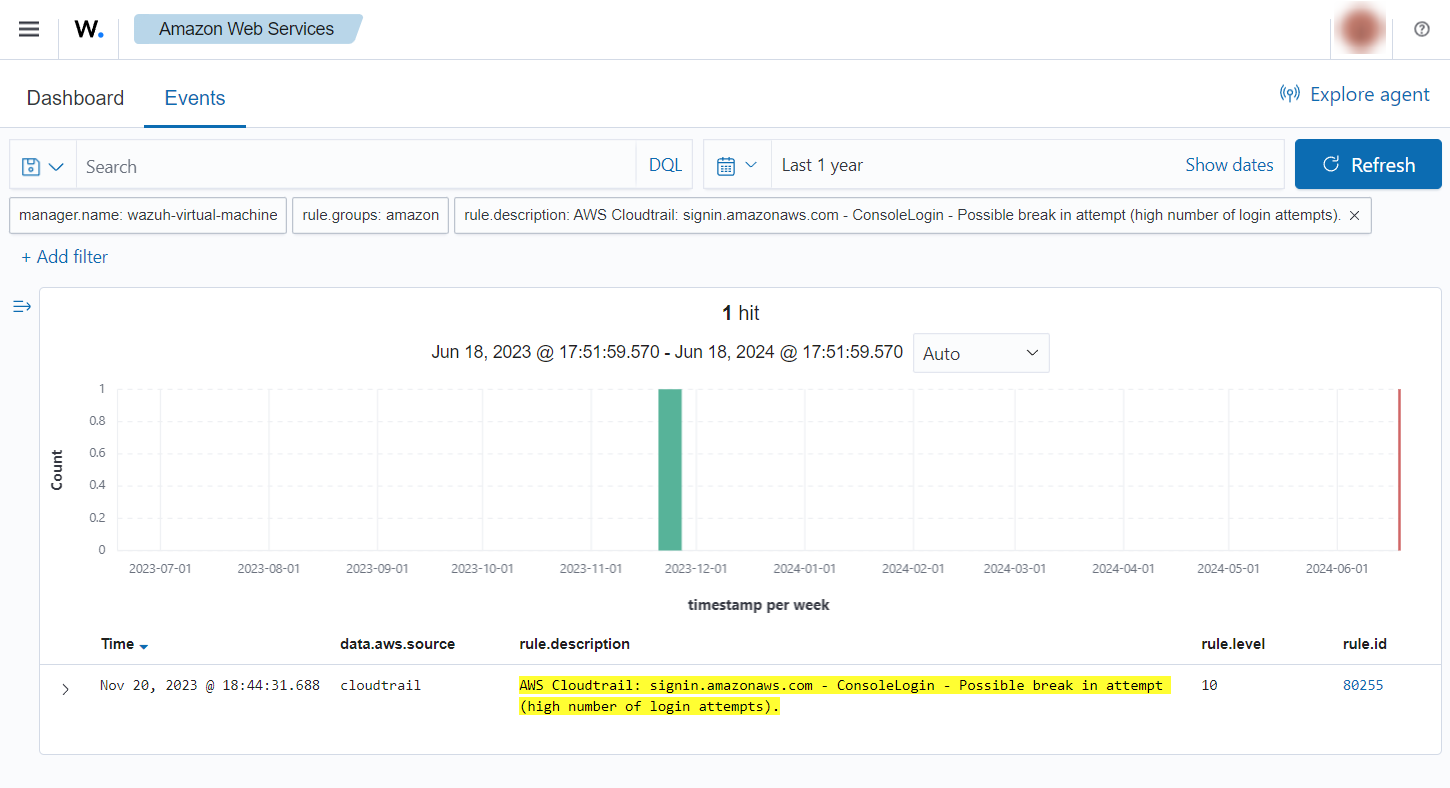 W. Amazon Web Services
Dashboard Events Explore agent
Search DQL Last 1 year Show dates Refresh
manager.name: wazuh-virtual-machine rule.groups: amazon rule.description: AWS Cloudtrail: signin.amazonaws.com - ConsoleLogin - Possible break in attempt (high number of login attempts). ×
+ Add filter
1 hit
Jun 18, 2023 @ 17:51:59.570 - Jun 18, 2024 @ 17:51:59.570 Auto
1
0.8
0.6
0.4
0.2
0
Count
2023-07-01 2023-08-01 2023-09-01 2023-10-01 2023-11-01 2023-12-01 2024-01-01 2024-02-01 2024-03-01 2024-04-01 2024-05-01 2024-06-01
timestamp per week
Time data.aws.source rule.description rule.level rule.id
Nov 20, 2023 @ 18:44:31.688 cloudtrail AWS Cloudtrail: signin.amazonaws.com - ConsoleLogin - Possible break in attempt 10 80255
(high number of login attempts).